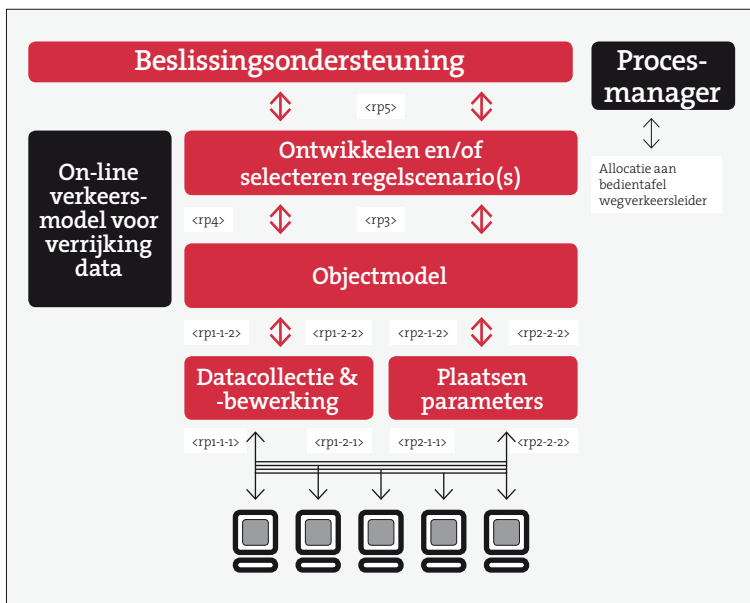 Beslissingsondersteuning
Proces-
manager
<rp5>
On-line
verkeers-
model voor
verrijking
data
Ontwikkelen en/of
selecteren regelscenario(s)
Allocatie aan
bedientafel
wegverkeersleider
<rp4>
<rp3>
Objectmodel
<rp1-1-2>
<rp1-2-2>
<rp2-1-2>
<rp2-2-2>
Datacollectie &
-bewerking
Plaatsen
parameters
<rp1-1-1>
<rp1-2-1>
<rp2-1-1>
<rp2-2-2>